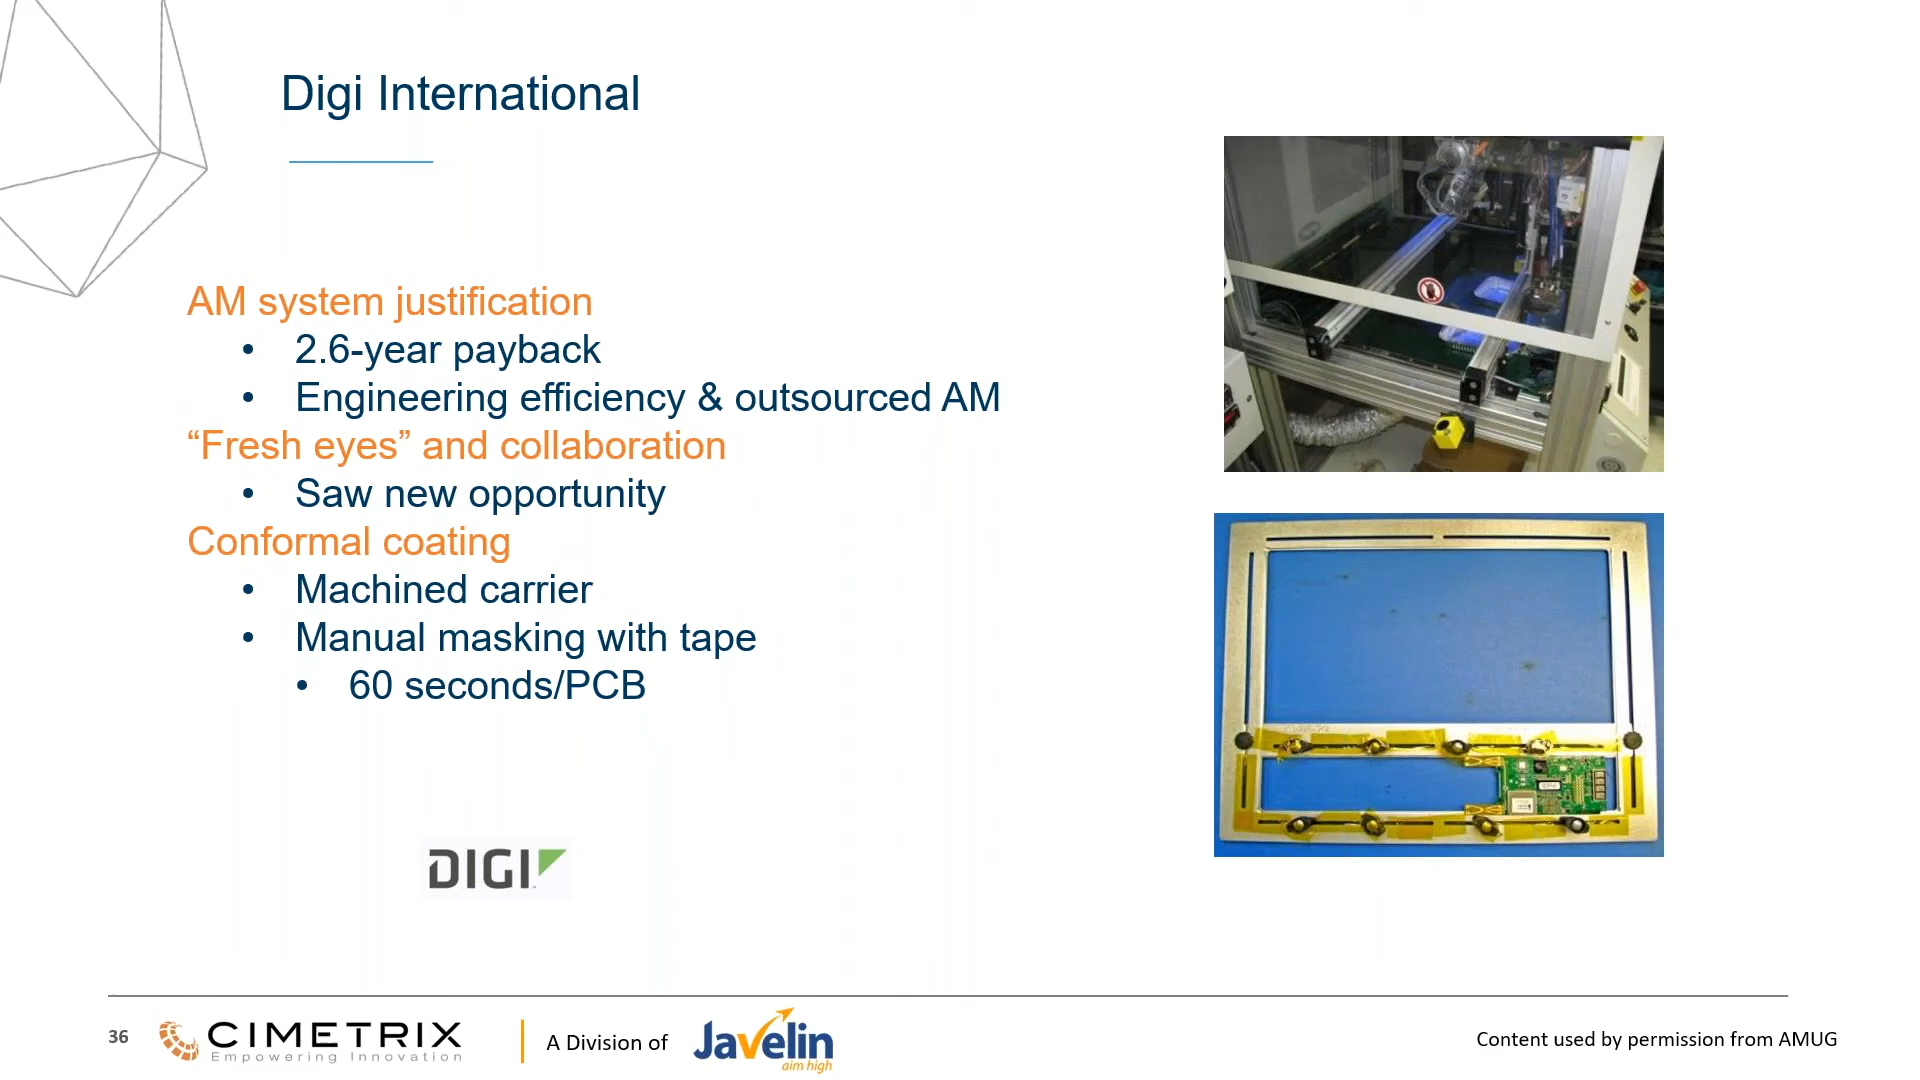 Digi International
AM system justification
• 2.6-year payback
• Engineering efficiency & outsourced AM
“Fresh eyes” and collaboration
• Saw new opportunity
Conformal coating
• Machined carrier
• Manual masking with tape
• 60 seconds/PCB
DIGI
36
CIMETRIX
Empowering Innovation
A Division of
Javelin
aim high
Content used by permission from AMUG